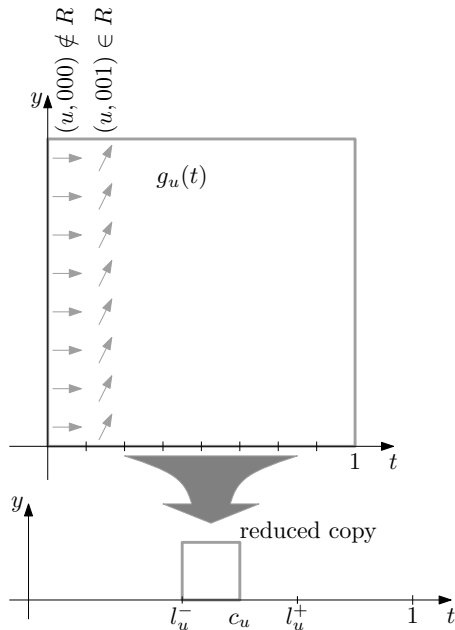 (u, 000) ∉ R
(u, 001) ∈ R
y
g_u(t)
1
t
reduced copy
y
l_u^-
c_u
l_u^+
1
t